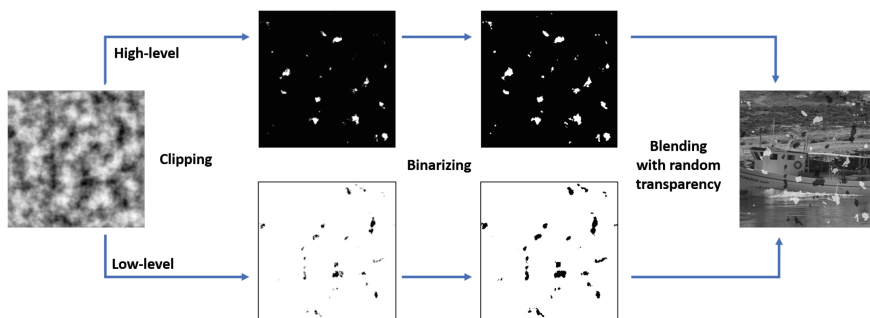 High-level
Clipping
Binarizing
Blending
with random
transparency
Low-level